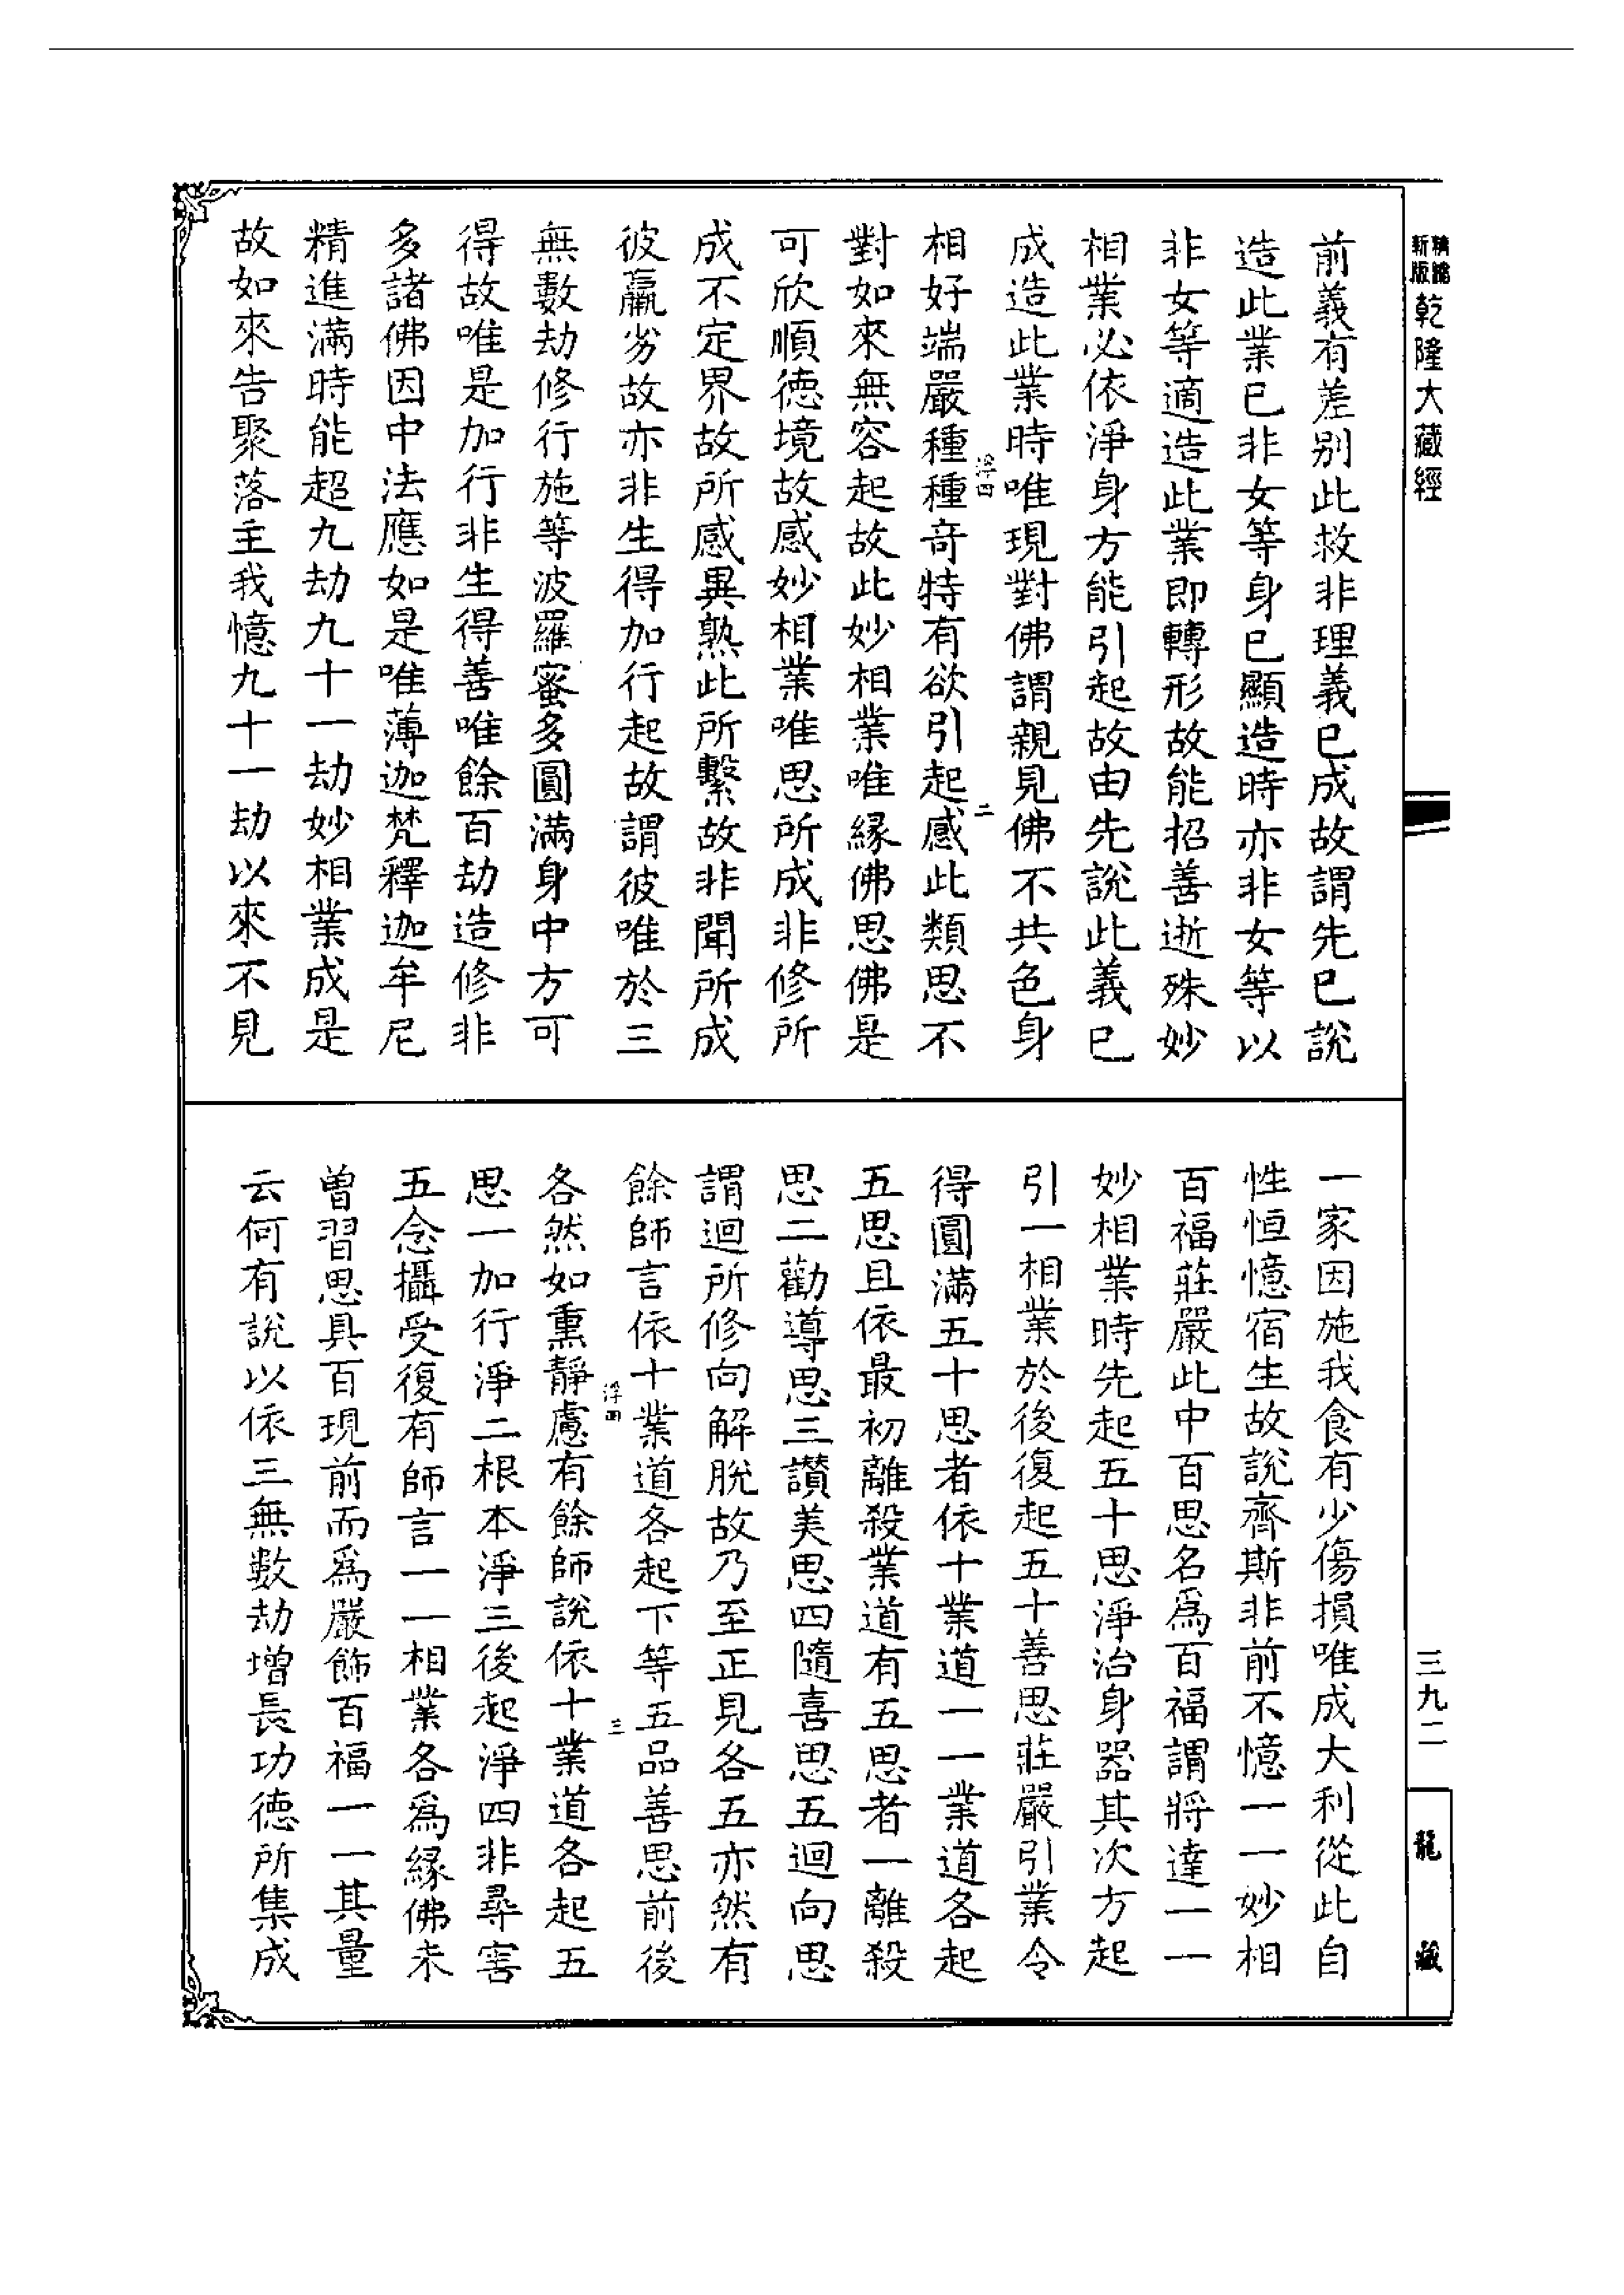 新版
精縮
乾隆大藏經
三九二
龍藏
前義有差别此救非理義已成故謂先已説
造此業已非女等身已顯造時亦非女等以
非女等適造此業即轉形故能招善逝殊妙
相業必依淨身方能引起故由先説此義已
成造此業時唯現對佛謂親見佛不共色身
浮四
二
相好端嚴種種竒特有欲引起感此類思不
對如來無容起故此妙相業唯緣佛思佛是
可欣順德境故感妙相業唯思所成非修所
成不定界故所感異熟此所繫故非聞所成
彼羸劣故亦非生得加行起故謂彼唯於三
無數劫修行施等波羅蜜多圓滿身中方可
得故唯是加行非生得善唯餘百劫造修非
多諸佛因中法應如是唯薄迦梵釋迦牟尼
精進滿時能超九劫九十一劫妙相業成是
故如來告聚落主我憶九十一劫以來不見
一家因施我食有少傷損唯成大利從此自
性恒憶宿生故説齊斯非前不憶一一妙相
百福莊嚴此中百思名爲百福謂將達一一
妙相業時先起五十思淨治身器其次方起
引一相業於後復起五十善思莊嚴引業令
得圓滿五十思者依十業道一一業道各起
五思且依最初離殺業道有五思者一離殺
思二勸導思三讚美思四隨喜思五迴向思
謂迴所修向解脱故乃至正見各五亦然有
餘師言依十業道各起下等五品善思前後
浮四
三
各然如熏靜慮有餘師説依十業道各起五
思一加行淨二根本淨三後起淨四非尋害
五念攝受復有師言一一相業各爲緣佛未
曽習思具百現前而爲嚴飾百福一一其量
云何有説以依三無數劫增長功德所集成